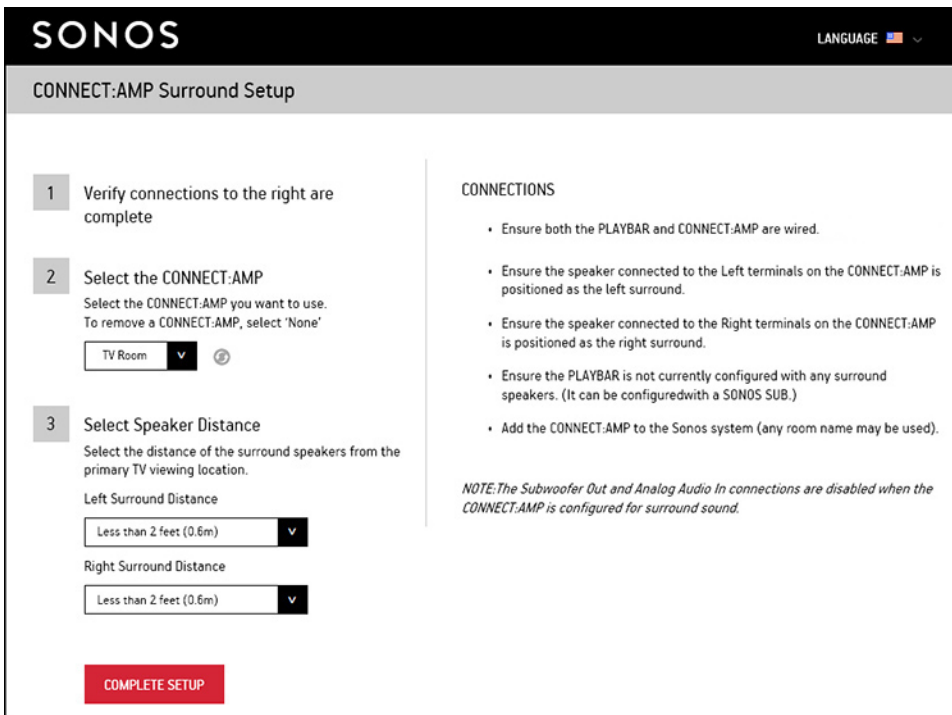 SONOS
LANGUAGE
CONNECT:AMP Surround Setup
1
Verify connections to the right are
complete
2
Select the CONNECT:AMP
Select the CONNECT:AMP you want to use.
To remove a CONNECT:AMP, select 'None'
TV Room
3
Select Speaker Distance
Select the distance of the surround speakers from the
primary TV viewing location.
Left Surround Distance
Less than 2 feet (0.6m)
Right Surround Distance
Less than 2 feet (0.6m)
COMPLETE SETUP
CONNECTIONS
• Ensure both the PLAYBAR and CONNECT:AMP are wired.
• Ensure the speaker connected to the Left terminals on the CONNECT:AMP is
positioned as the left surround.
• Ensure the speaker connected to the Right terminals on the CONNECT:AMP
is positioned as the right surround.
• Ensure the PLAYBAR is not currently configured with any surround
speakers. (It can be configuredwith a SONOS SUB.)
• Add the CONNECT:AMP to the Sonos system (any room name may be used).
NOTE:The Subwoofer Out and Analog Audio In connections are disabled when the
CONNECT:AMP is configured for surround sound.